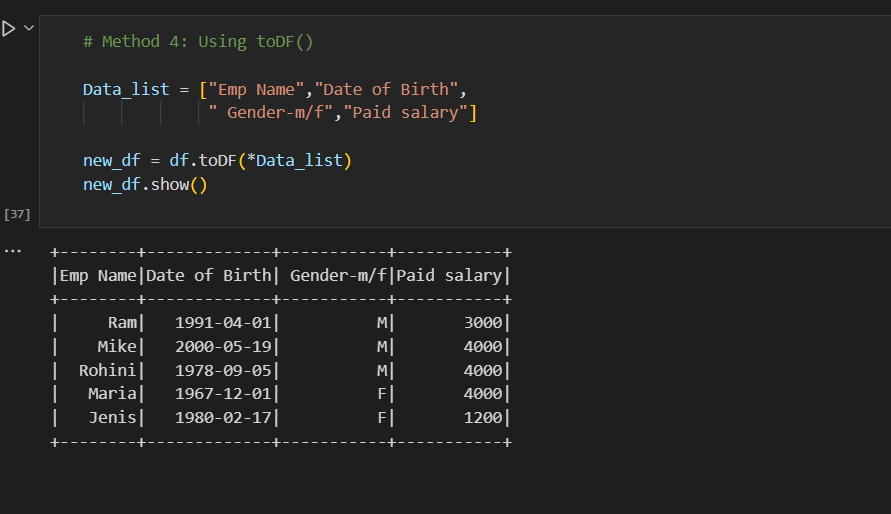 # Method 4: Using toDF()
Data_list = ["Emp Name","Date of Birth",
" Gender-m/f","Paid salary"]
new_df = df.toDF(*Data_list)
new_df.show()
[37]
...
+--------+-------------+-----------+-----------+
|Emp Name|Date of Birth| Gender-m/f|Paid salary|
+--------+-------------+-----------+-----------+
|     Ram|   1991-04-01|          M|       3000|
|    Mike|   2000-05-19|          M|       4000|
|  Rohini|   1978-09-05|          M|       4000|
|   Maria|   1967-12-01|          F|       4000|
|   Jenis|   1980-02-17|          F|       1200|
+--------+-------------+-----------+-----------+